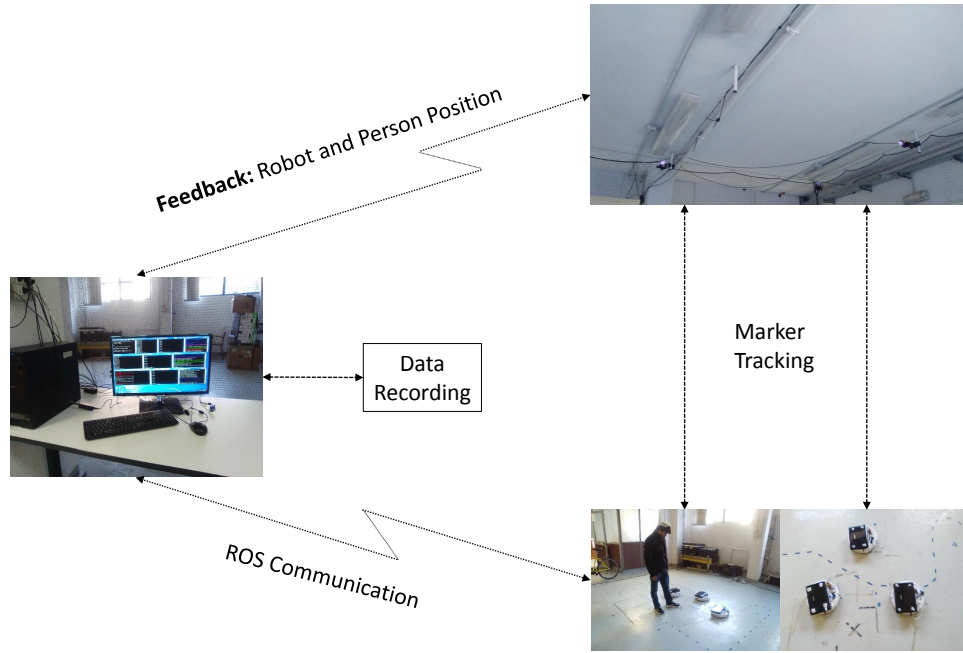 Feedback: Robot and Person Position
Marker
Tracking
Data
Recording
ROS Communication